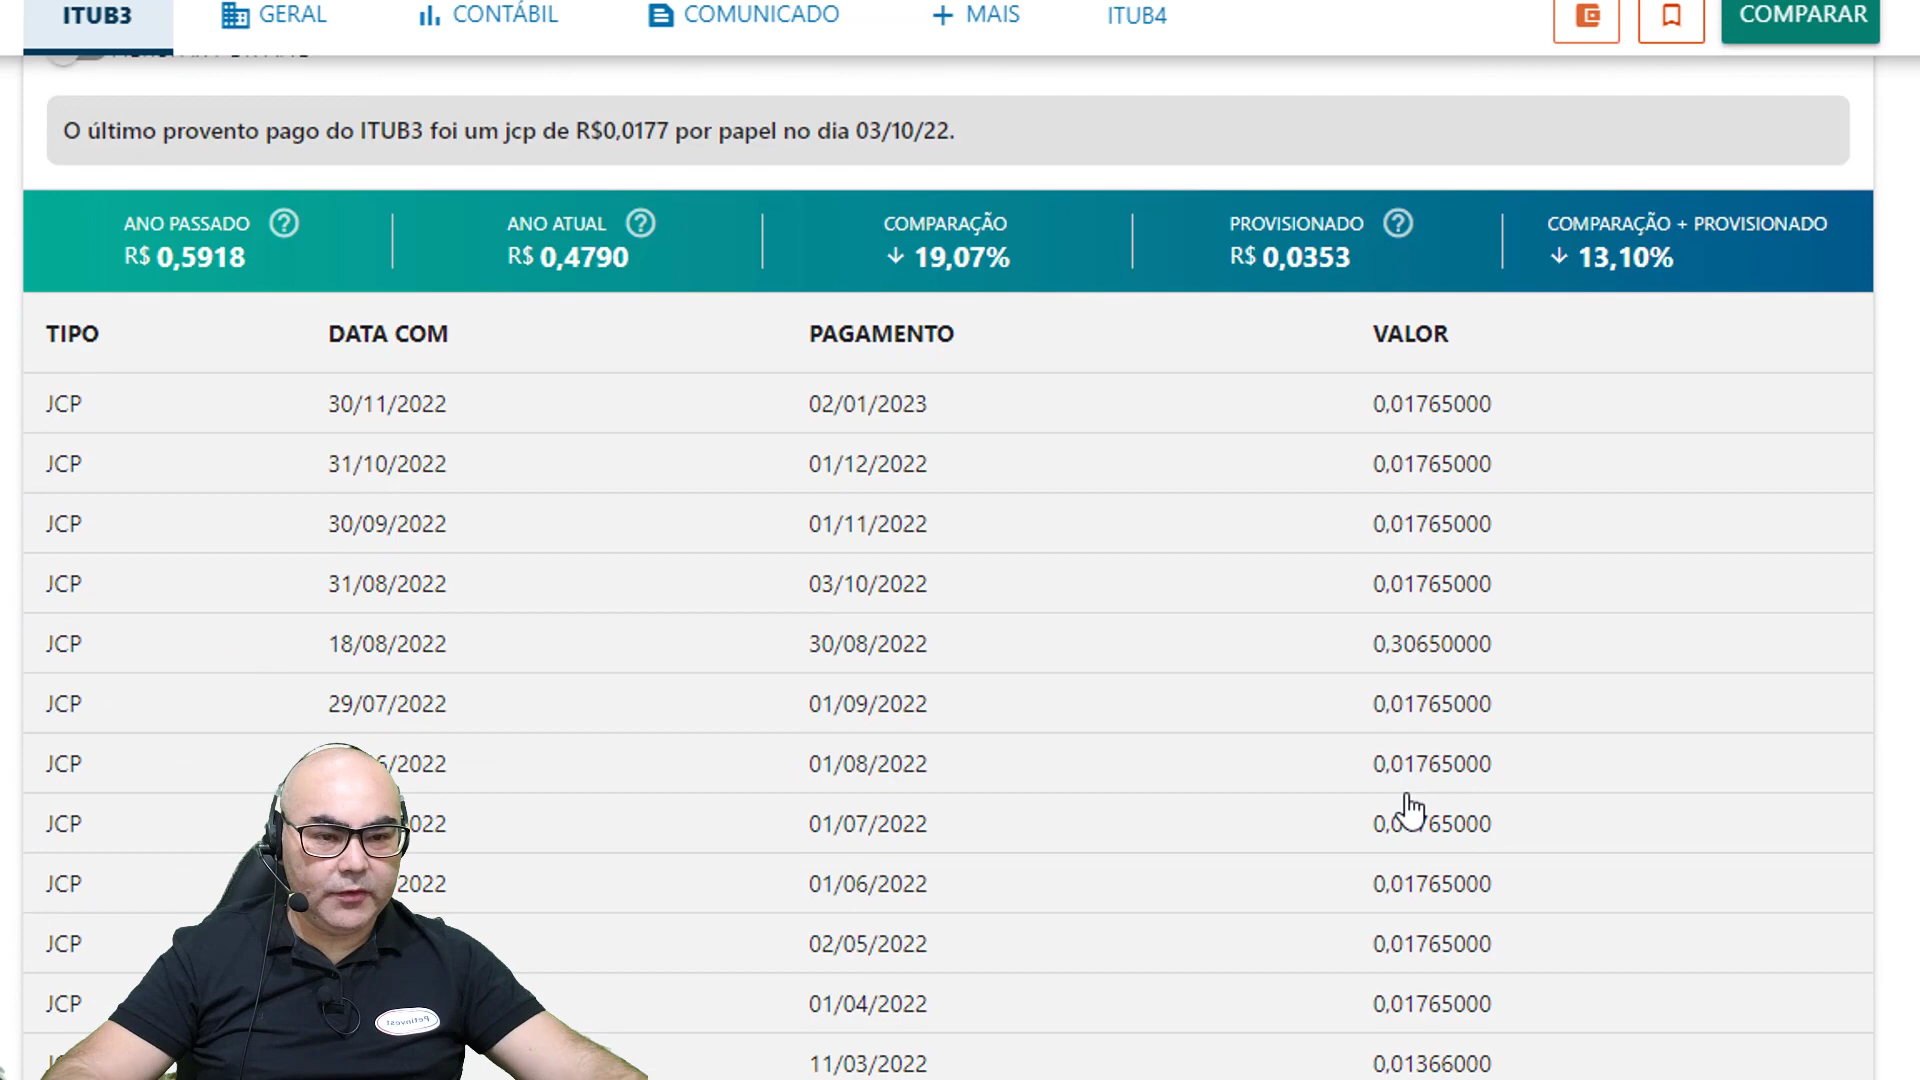 ITUB3 GERAL CONTÁBIL COMUNICADO + MAIS ITUB4 COMPARAR
O último provento pago do ITUB3 foi um jcp de R$0,0177 por papel no dia 03/10/22.
ANO PASSADO ? ANO ATUAL ? COMPARAÇÃO PROVISIONADO ? COMPARAÇÃO + PROVISIONADO
R$ 0,5918 R$ 0,4790 ↓ 19,07% R$ 0,0353 ↓ 13,10%
TIPO DATA COM PAGAMENTO VALOR
JCP 30/11/2022 02/01/2023 0,01765000
JCP 31/10/2022 01/12/2022 0,01765000
JCP 30/09/2022 01/11/2022 0,01765000
JCP 31/08/2022 03/10/2022 0,01765000
JCP 18/08/2022 30/08/2022 0,30650000
JCP 29/07/2022 01/09/2022 0,01765000
JCP 6/2022 01/08/2022 0,01765000
JCP 022 01/07/2022 0,01765000
JCP 2022 01/06/2022 0,01765000
JCP 02/05/2022 0,01765000
JCP 01/04/2022 0,01765000
11/03/2022 0,01366000